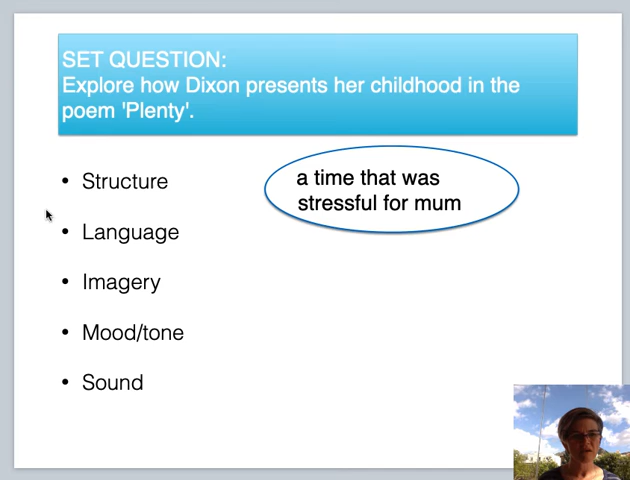 SET QUESTION:
Explore how Dixon presents her childhood in the
poem 'Plenty'.
• Structure
a time that was
stressful for mum
• Language
• Imagery
• Mood/tone
• Sound